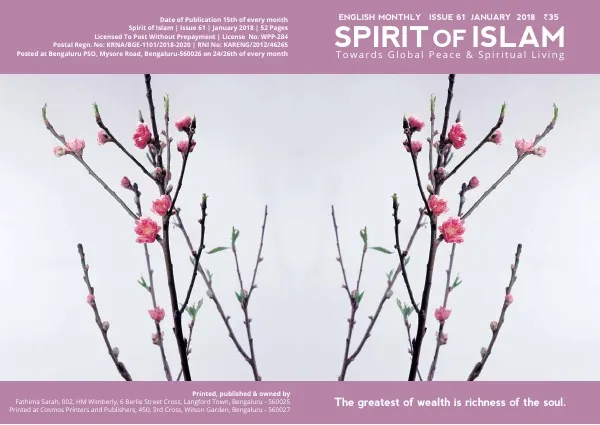 Date of Publication 15th of every month
Spirit of Islam | Issue 61 | January 2018 | 52 Pages
Licensed To Post Without Prepayment | License No: WPP-284
Postal Regn. No: KRNA/BGE-1101/2018-2020 | RNI No: KARENG/2012/46265
Posted at Bengaluru PSO, Mysore Road, Bengaluru-560026 on 24/26th of every month
ENGLISH MONTHLY ISSUE 61 JANUARY 2018 ₹35
SPIRIT OF ISLAM
Towards Global Peace & Spiritual Living
Printed, published & owned by
Fathima Sarah, 002, HM Wimberly, 6 Berlie Street Cross, Langford Town, Bengaluru - 560025
Printed at Cosmos Printers and Publishers, 450, 3rd Cross, Wilson Garden, Bengaluru - 560027
The greatest of wealth is richness of the soul.